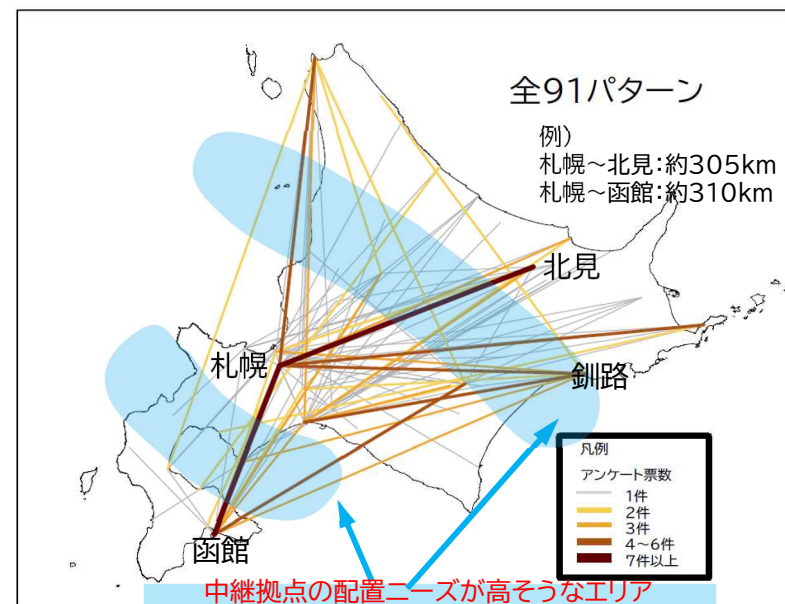 全91パターン
例）
札幌～北見：約305km
札幌～函館：約310km
北見
札幌
釧路
函館
凡例
アンケート票数
1件
2件
3件
4～6件
7件以上
中継拠点の配置ニーズが高そうなエリア